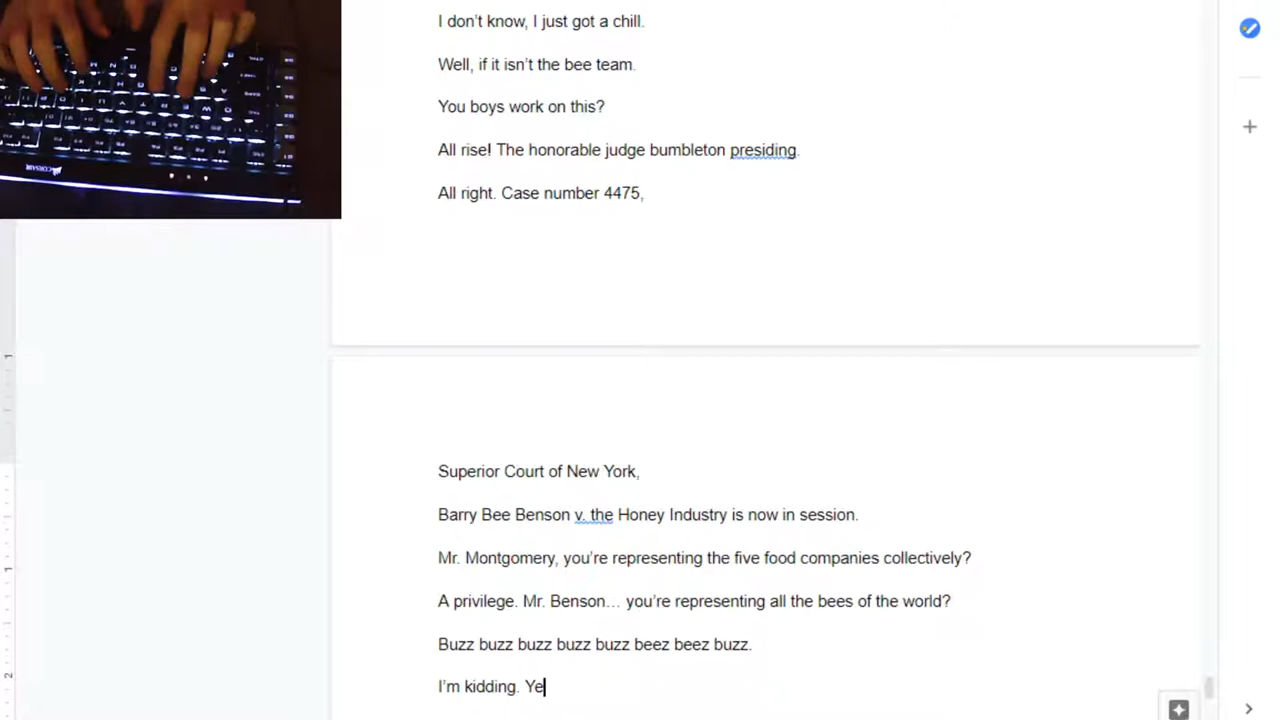 I don't know, I just got a chill.
Well, if it isn't the bee team.
You boys work on this?
All rise! The honorable judge bumbleton presiding.
All right. Case number 4475,
CORSAIR
Superior Court of New York,
Barry Bee Benson v. the Honey Industry is now in session.
Mr. Montgomery, you’re representing the five food companies collectively?
A privilege. Mr. Benson… you’re representing all the bees of the world?
Buzz buzz buzz buzz buzz beez beez buzz.
I’m kidding. Ye
1
1
2